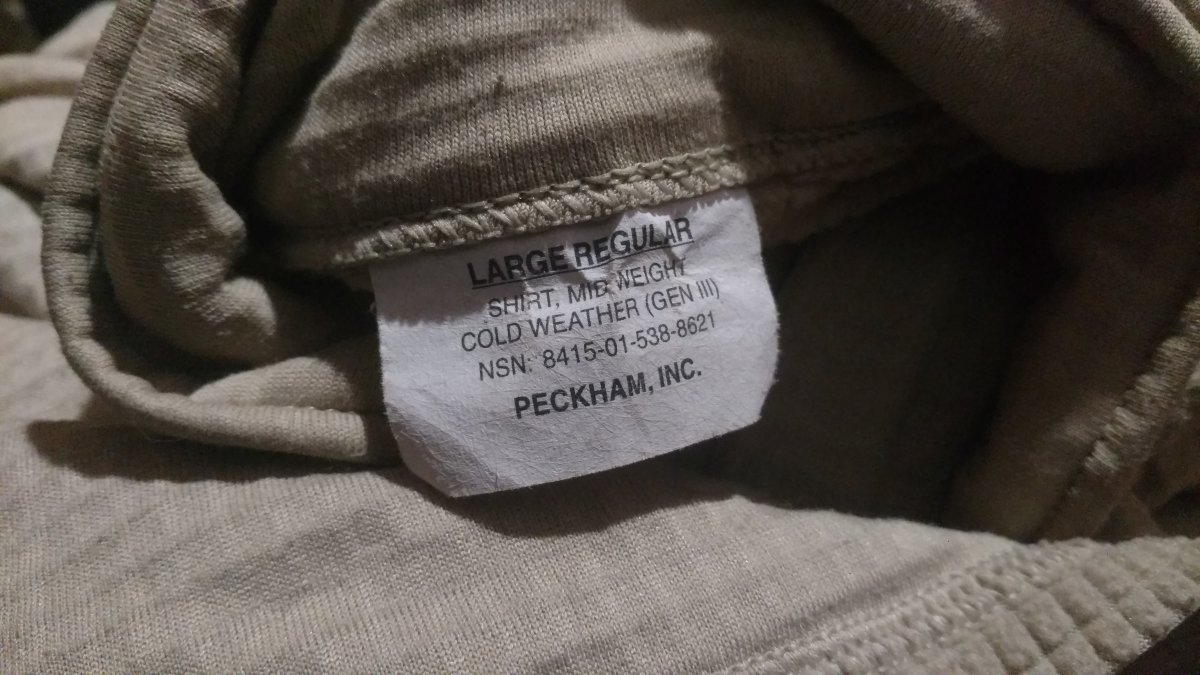 LARGE REGULAR
SHIRT, MID WEIGHT
COLD WEATHER (GEN III)
NSN: 8415-01-538-8621
PECKHAM, INC.